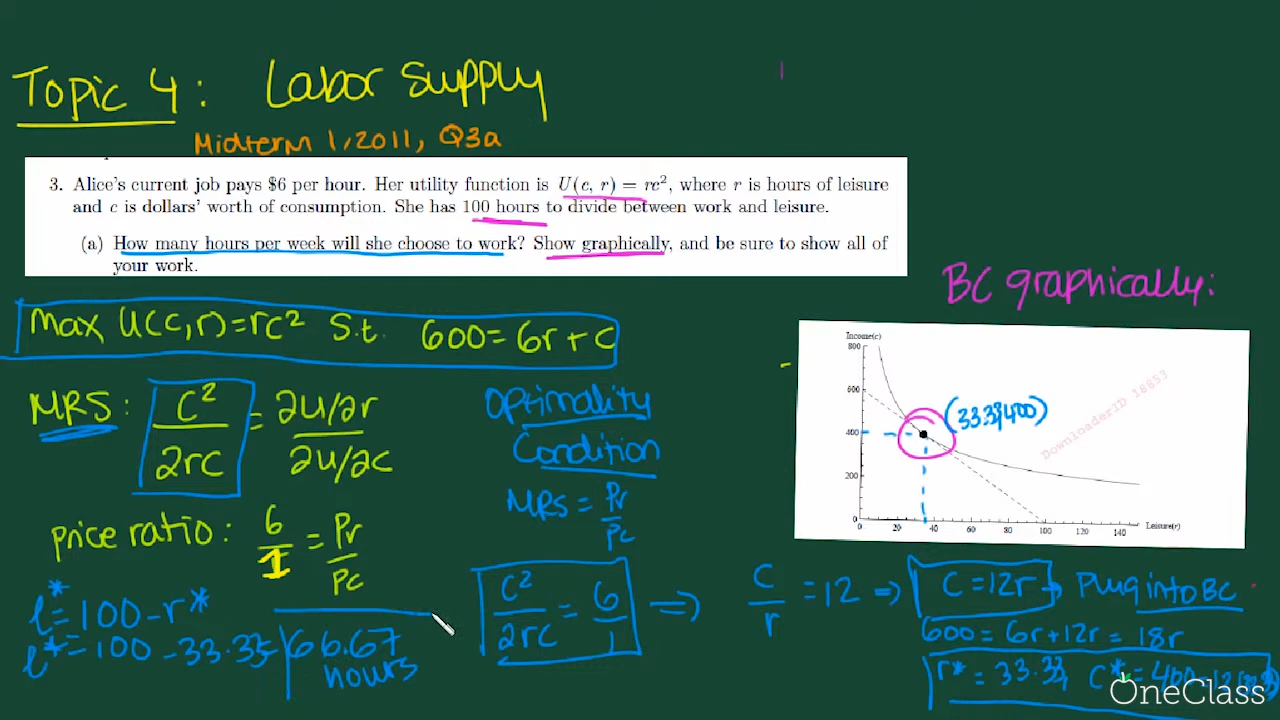 Topic 4: Labor Supply
Midterm 1, 2011, Q3a
3. Alice's current job pays $6 per hour. Her utility function is U(c, r) = rc², where r is hours of leisure
and c is dollars' worth of consumption. She has 100 hours to divide between work and leisure.
(a) How many hours per week will she choose to work? Show graphically, and be sure to show all of
your work.
max U(c,r)=rc² s.t. 600=6r+c
MRS: c²/2rc = ∂u/∂r / ∂u/∂c
price ratio: 6/1 = Pr/Pc
l*=100-r*
l*=100-33.33= 66.67 hours
Optimality
Condition
MRS = Pr/Pc
c²/2rc = 6/1 ⇒ c/r = 12 ⇒ C=12r → Plug into BC
600=6r+12r=18r
r*=33.33, C*=400=12
BC graphically:
Income(c)
800
600
400
200
0
(33.33,400)
0 20 40 60 80 100 120 140
Leisure(r)
DownloaderID 18853
OneClass